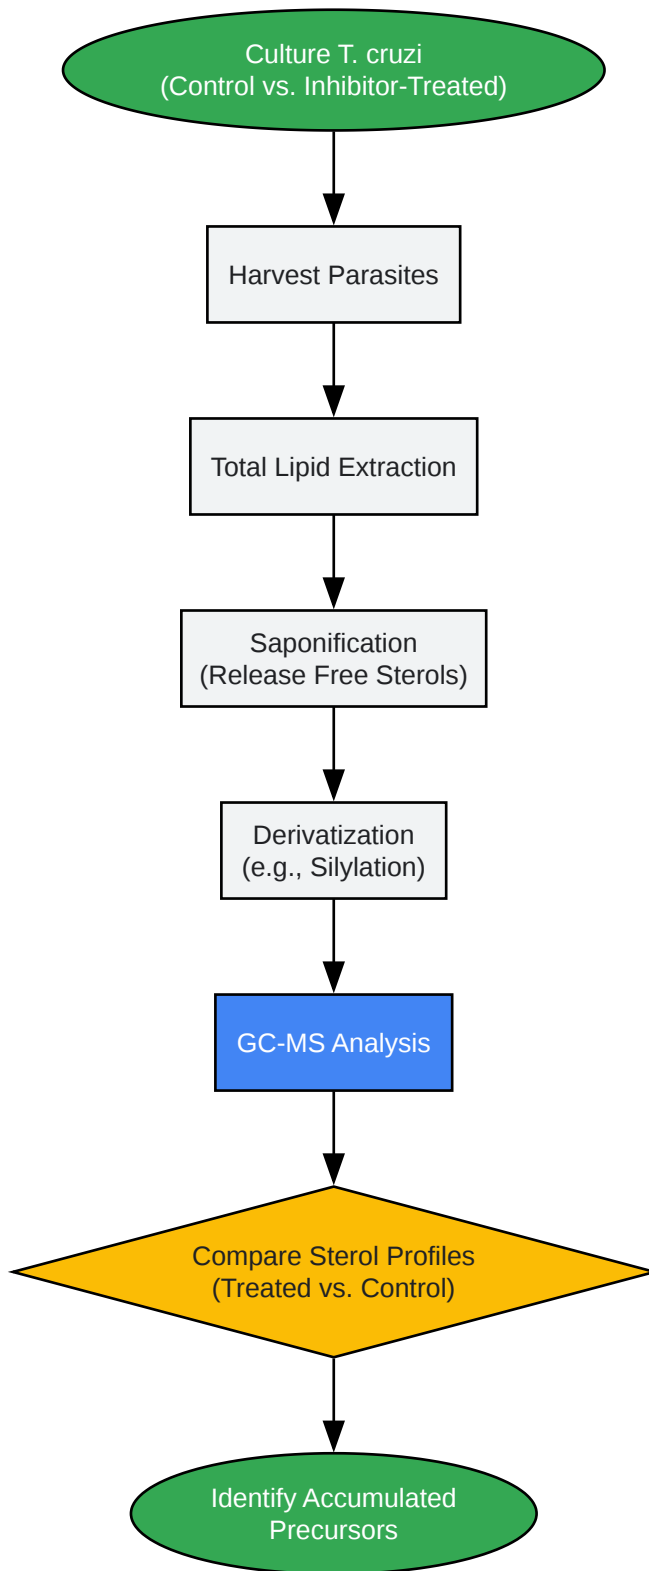 Culture T. cruzi
(Control vs. Inhibitor-Treated)
Harvest Parasites
Total Lipid Extraction
Saponification
(Release Free Sterols)
Derivatization
(e.g., Silylation)
GC-MS Analysis
Compare Sterol Profiles
(Treated vs. Control)
Identify Accumulated
Precursors